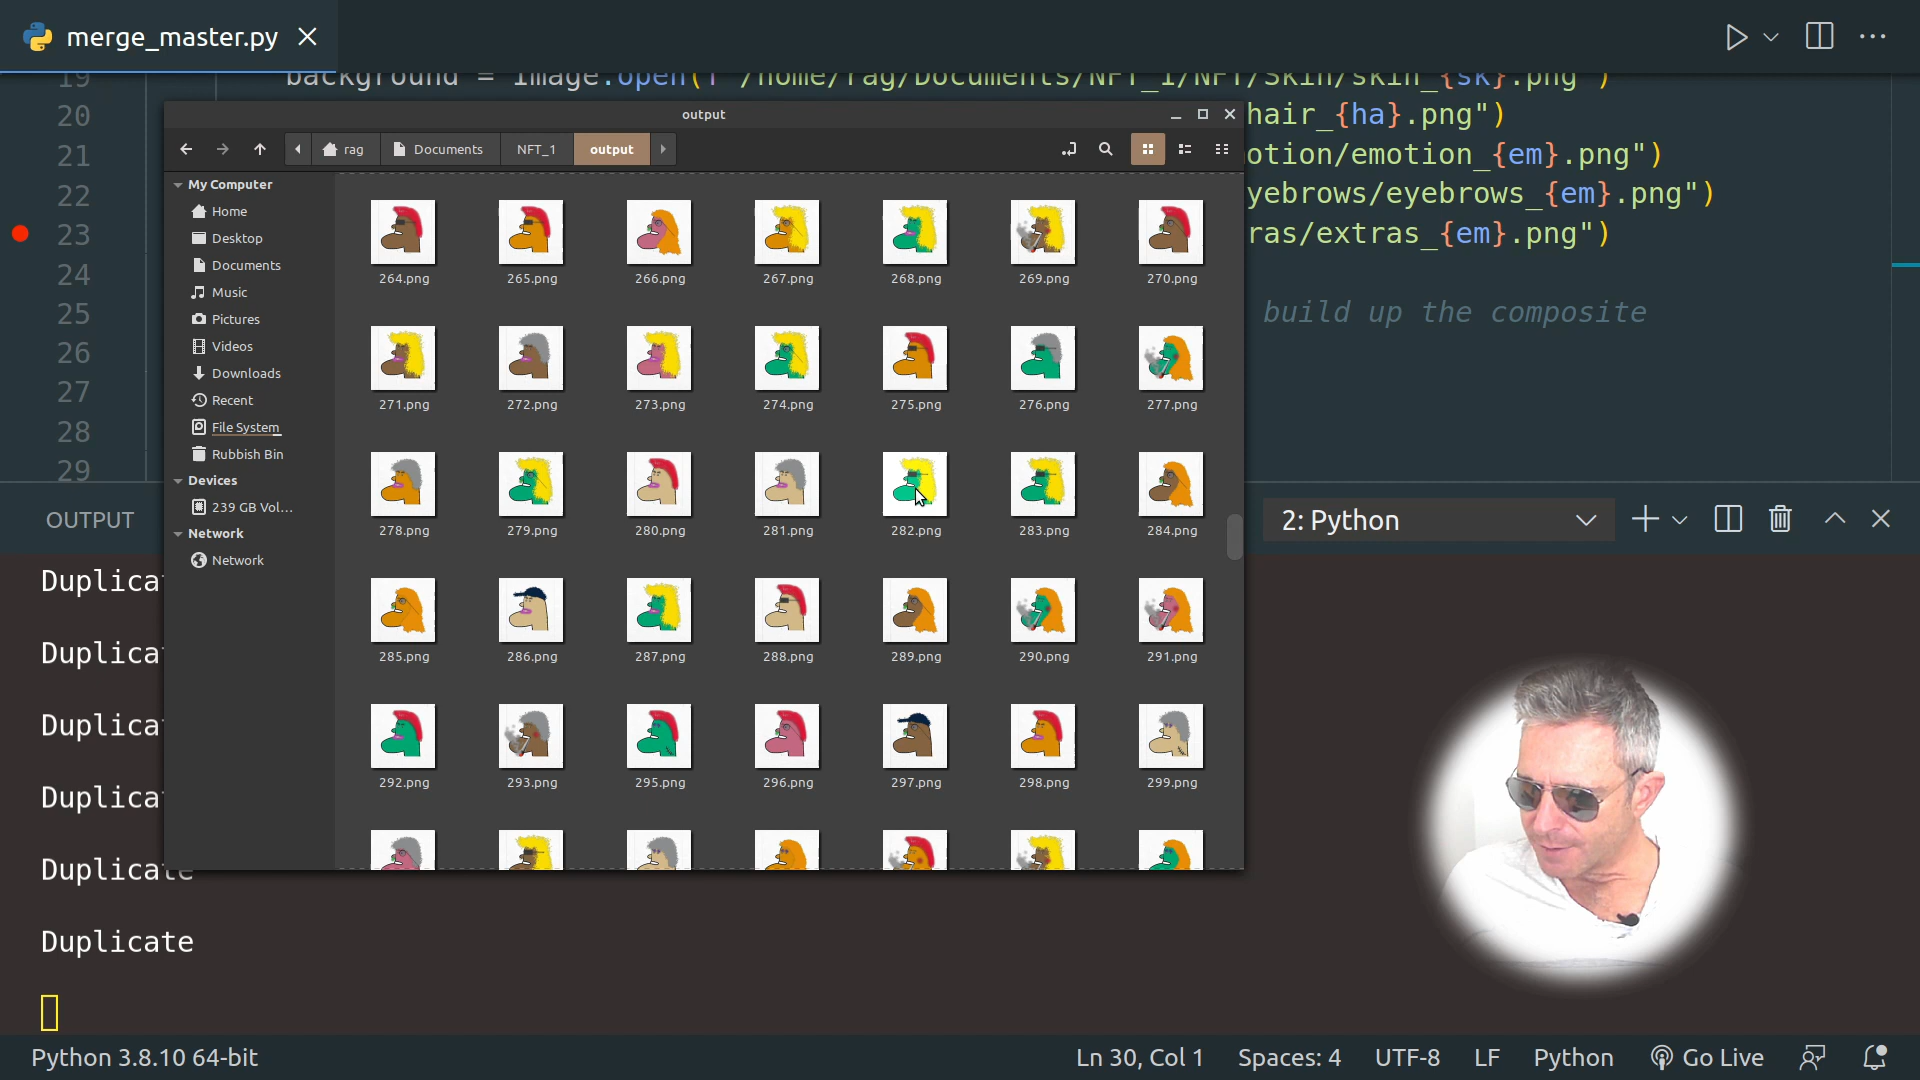 merge_master.py
19 background = Image.open(f"/home/rag/Documents/NFT_1/NFT/Skin/skin_{sk}.png")
output
20 hair_{ha}.png")
rag Documents NFT_1 output
21 otion/emotion_{em}.png")
22 yebrows/eyebrows_{em}.png")
23 ras/extras_{em}.png")
24
25 build up the composite
26
27
28
29
My Computer
Home
Desktop
Documents
Music
Pictures
Videos
Downloads
Recent
File System
Rubbish Bin
Devices
239 GB Vol...
Network
Network
264.png 265.png 266.png 267.png 268.png 269.png 270.png
271.png 272.png 273.png 274.png 275.png 276.png 277.png
278.png 279.png 280.png 281.png 282.png 283.png 284.png
285.png 286.png 287.png 288.png 289.png 290.png 291.png
292.png 293.png 295.png 296.png 297.png 298.png 299.png
OUTPUT
2: Python
Duplica
Duplica
Duplica
Duplica
Duplicate
Duplicate
Python 3.8.10 64-bit
Ln 30, Col 1 Spaces: 4 UTF-8 LF Python Go Live